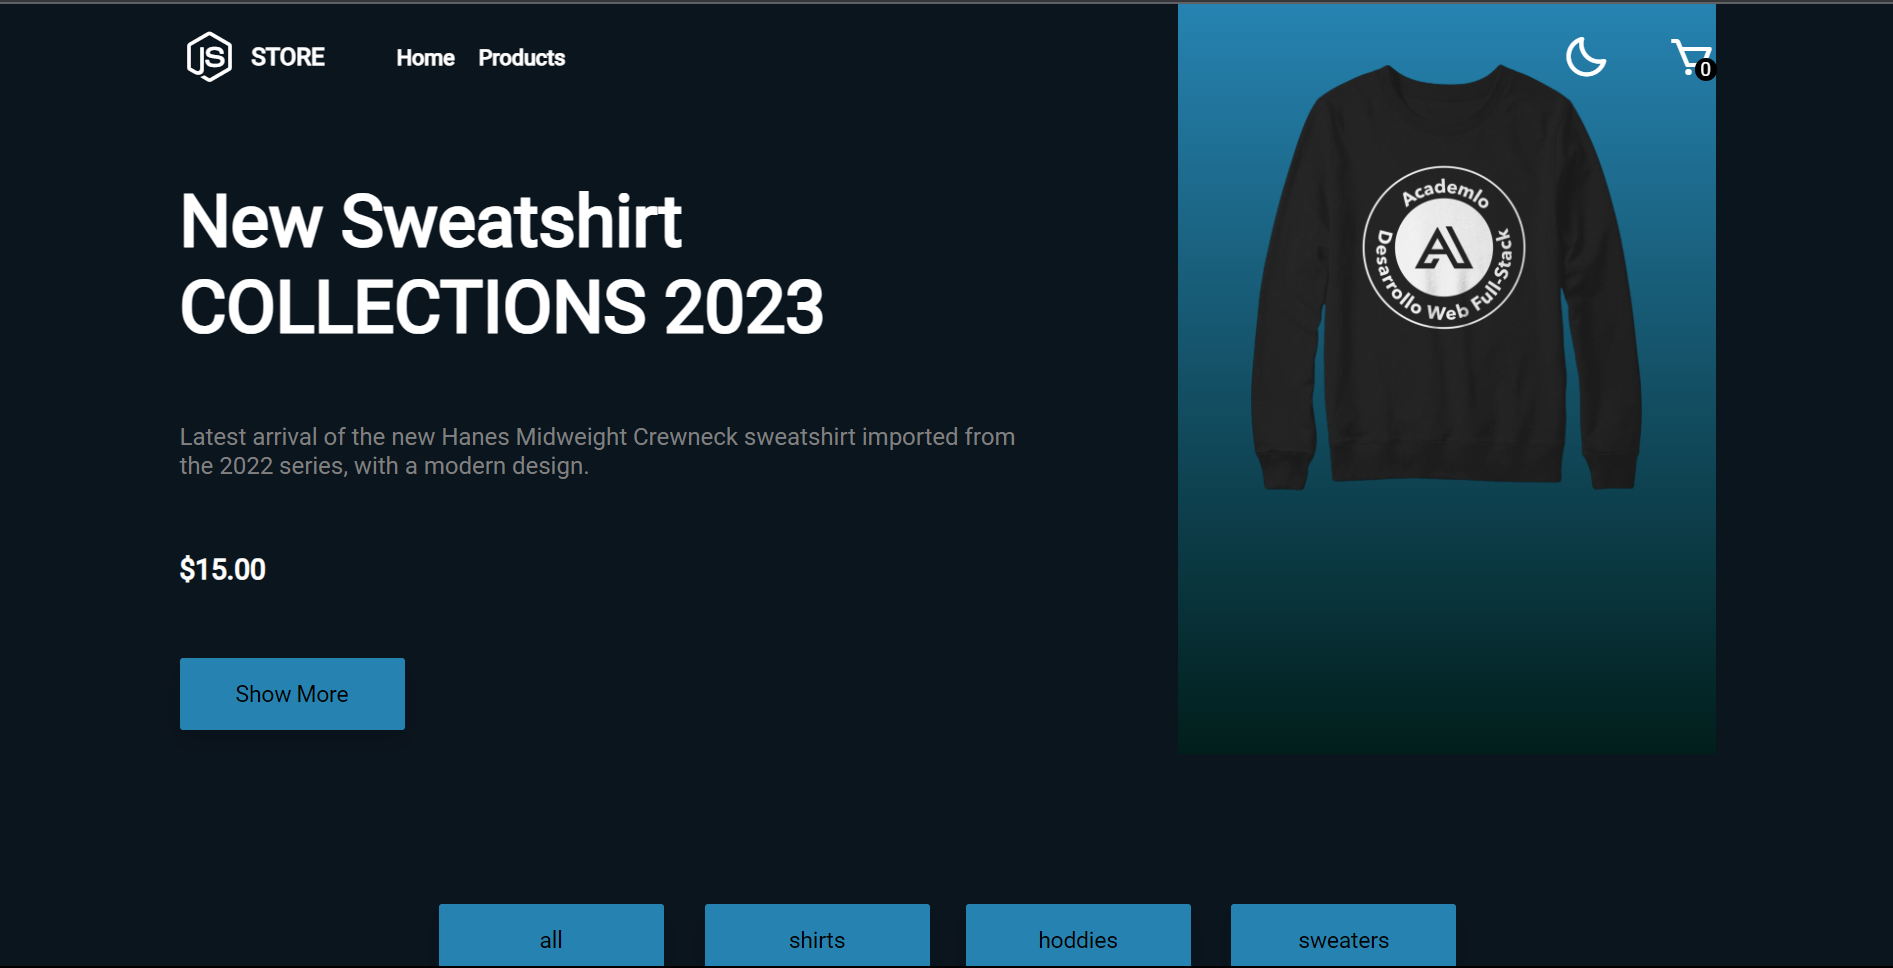 JS STORE Home Products
0
New Sweatshirt
COLLECTIONS 2023
Academlo
Desarrollo Web Full-Stack
Latest arrival of the new Hanes Midweight Crewneck sweatshirt imported from
the 2022 series, with a modern design.
$15.00
Show More
all shirts hoddies sweaters